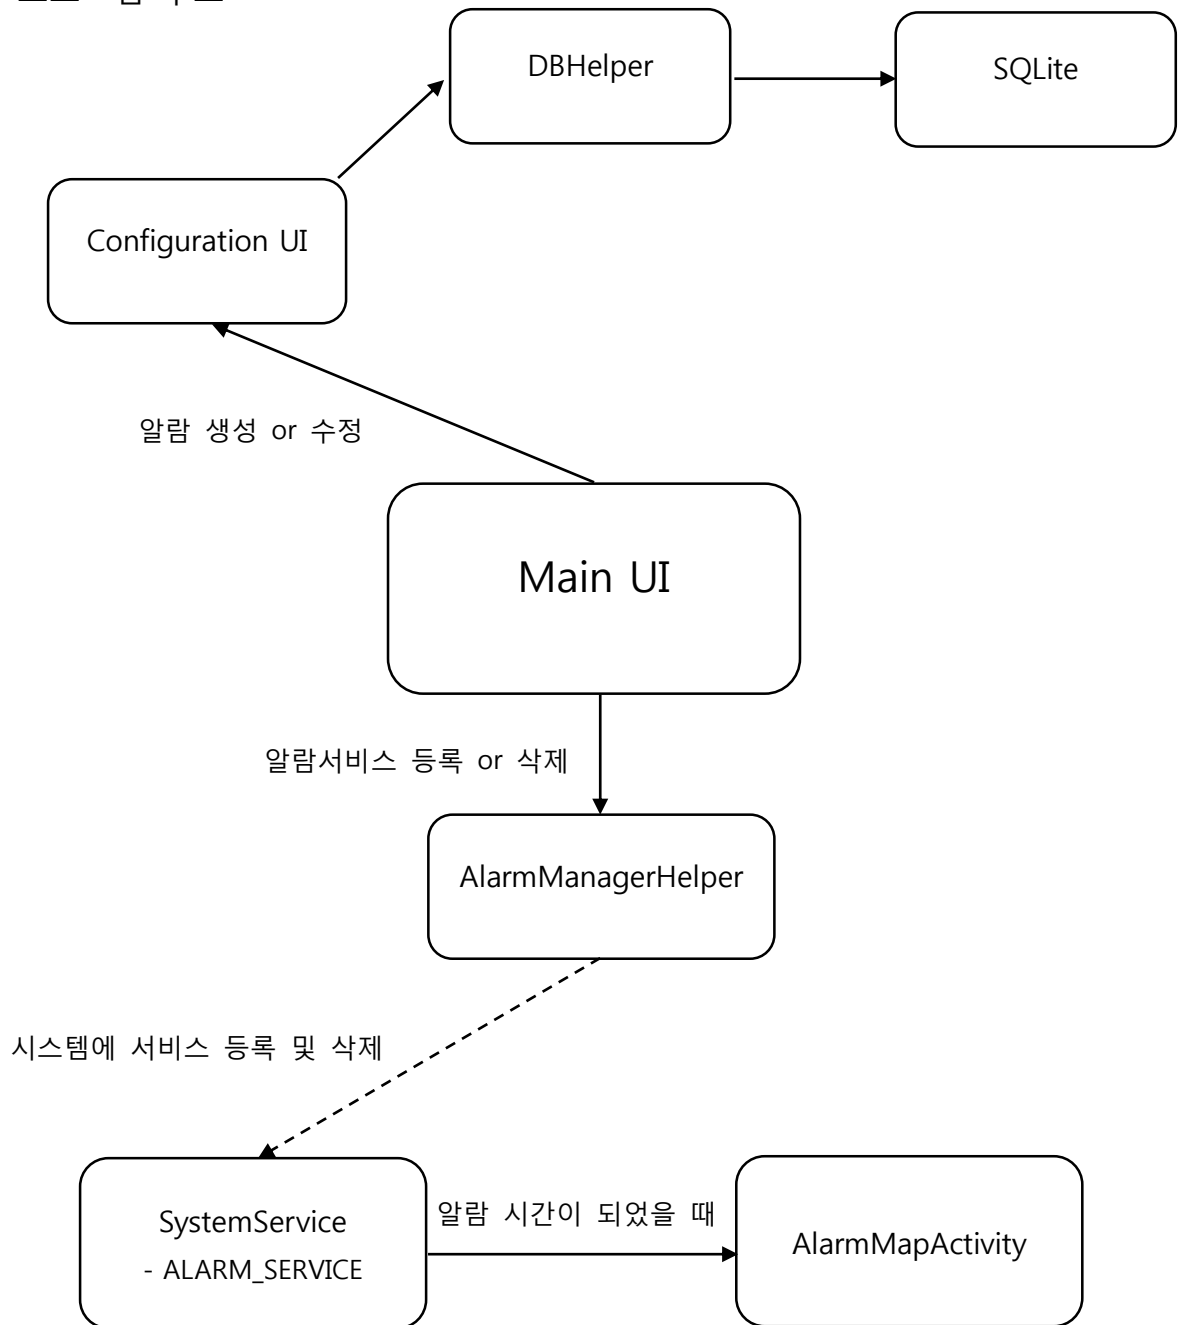 DBHelper
SQLite
Configuration UI
알람 생성 or 수정
Main UI
알람서비스 등록 or 삭제
AlarmManagerHelper
시스템에 서비스 등록 및 삭제
SystemService
- ALARM_SERVICE
알람 시간이 되었을 때
AlarmMapActivity